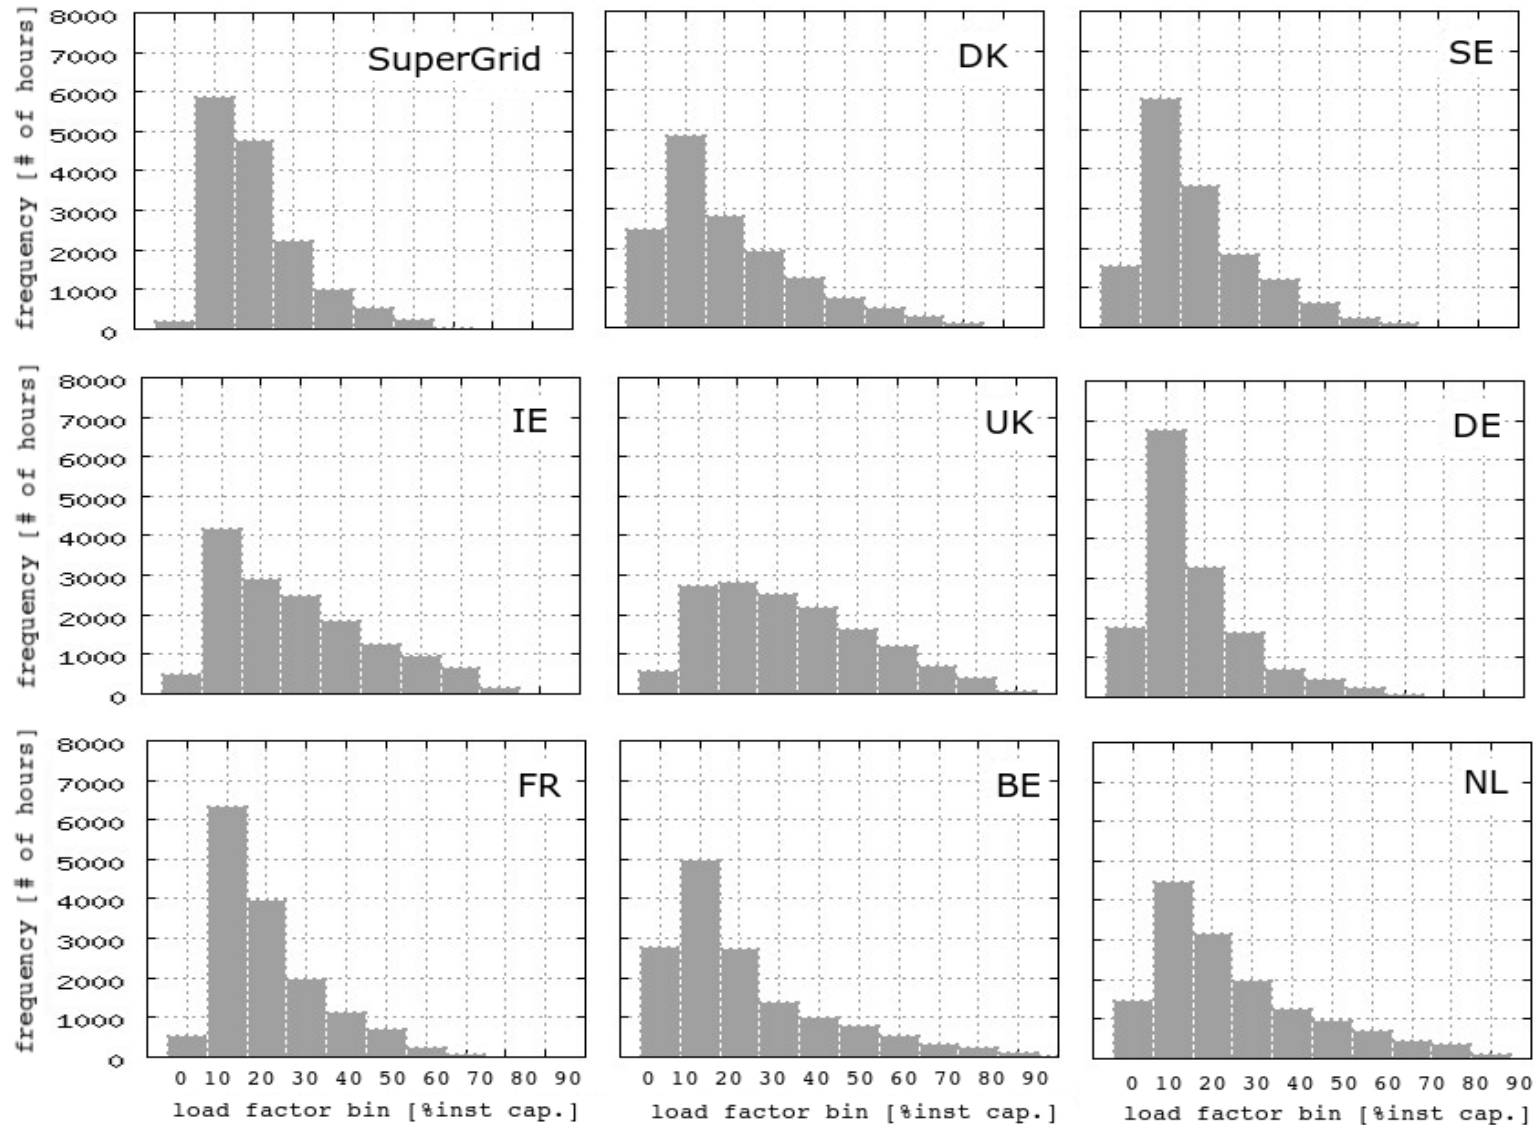 8000
7000
6000
5000
4000
3000
2000
1000
0
frequency [# of hours]
SuperGrid
DK
SE
8000
7000
6000
5000
4000
3000
2000
1000
0
frequency [# of hours]
IE
UK
DE
8000
7000
6000
5000
4000
3000
2000
1000
0
frequency [# of hours]
FR
BE
NL
0 10 20 30 40 50 60 70 80 90
load factor bin [%inst cap.]
0 10 20 30 40 50 60 70 80 90
load factor bin [%inst cap.]
0 10 20 30 40 50 60 70 80 90
load factor bin [%inst cap.]